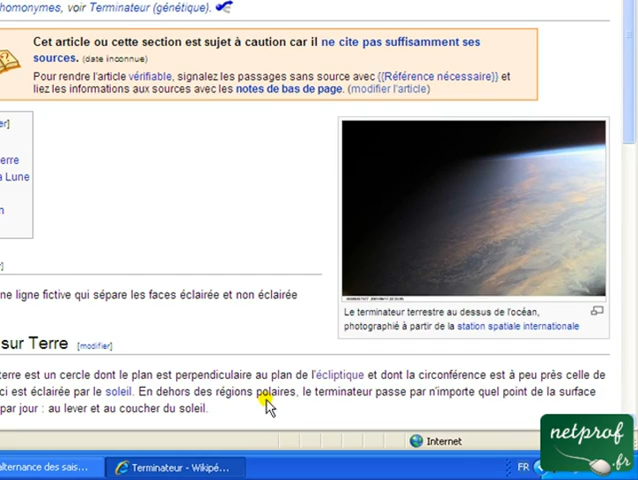 homonymes, voir Terminateur (génétique).
Cet article ou cette section est sujet à caution car il ne cite pas suffisamment ses
sources. (date inconnue)
Pour rendre l'article vérifiable, signalez les passages sans source avec {{Référence nécessaire}} et
liez les informations aux sources avec les notes de bas de page. (modifier l'article)
er]
erre
a Lune
n
]
ne ligne fictive qui sépare les faces éclairée et non éclairée
Le terminateur terrestre au dessus de l'océan,
photographié à partir de la station spatiale internationale
sur Terre [modifier]
erre est un cercle dont le plan est perpendiculaire au plan de l'écliptique et dont la circonférence est à peu près celle de
ci est éclairée par le soleil. En dehors des régions polaires, le terminateur passe par n'importe quel point de la surface
par jour : au lever et au coucher du soleil.
Internet
alternance des sais...
Terminateur - Wikipé...
FR
netprof
.fr